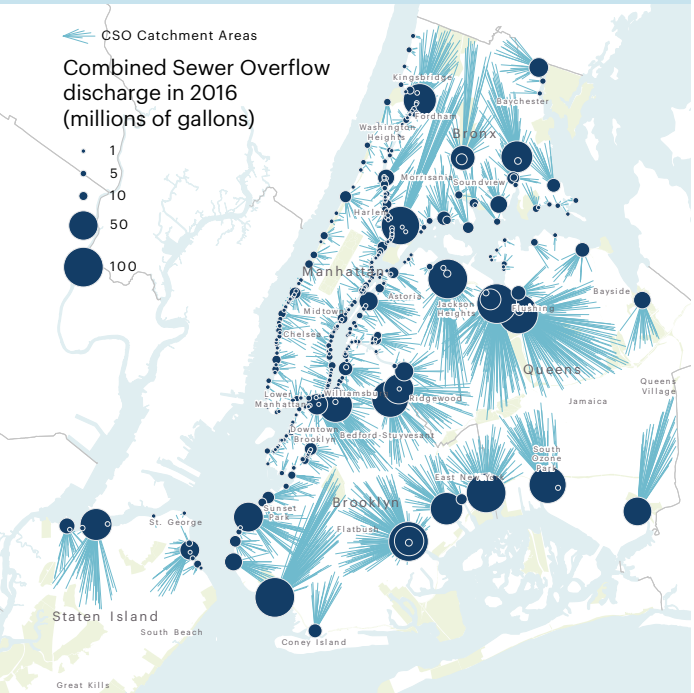 CSO Catchment Areas
Combined Sewer Overflow
discharge in 2016
(millions of gallons)
1
5
10
50
100
Kingsbridge
Baychester
Fordham
Washington
Heights
Bronx
Morrisania
Soundview
Harlem
Manhattan
Astoria
Bayside
Jackson
Heights
Flushing
Midtown
Chelsea
Queens
Queens
Village
Lower
Manhattan
Williamsburg
Ridgewood
Jamaica
Downtown
Brooklyn
Bedford-Stuyvesant
South
Ozone
Park
East New York
Brooklyn
Sunset
Park
St. George
Flatbush
Staten Island
South Beach
Coney Island
Great Kills